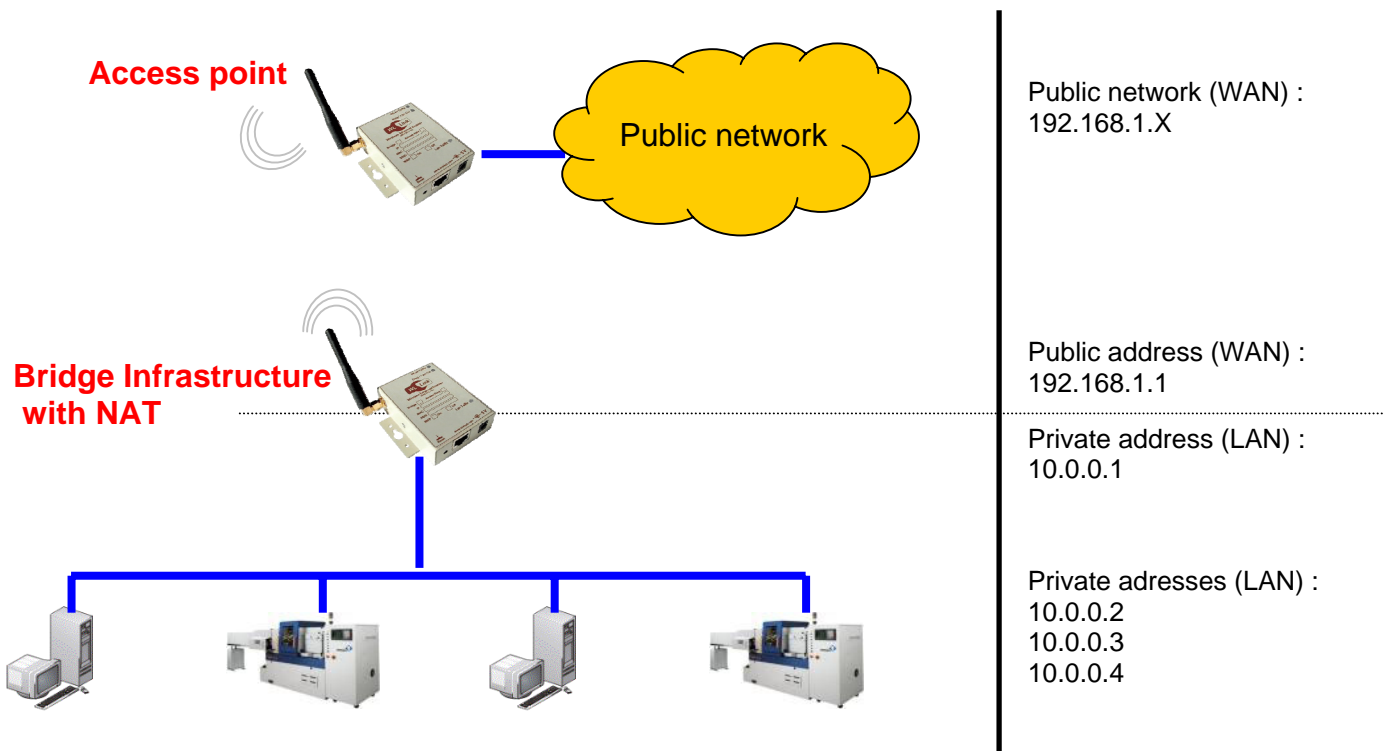 Access point
Public network
Public network (WAN) :
192.168.1.X
Bridge Infrastructure
with NAT
Public address (WAN) :
192.168.1.1
Private address (LAN) :
10.0.0.1
Private adresses (LAN) :
10.0.0.2
10.0.0.3
10.0.0.4